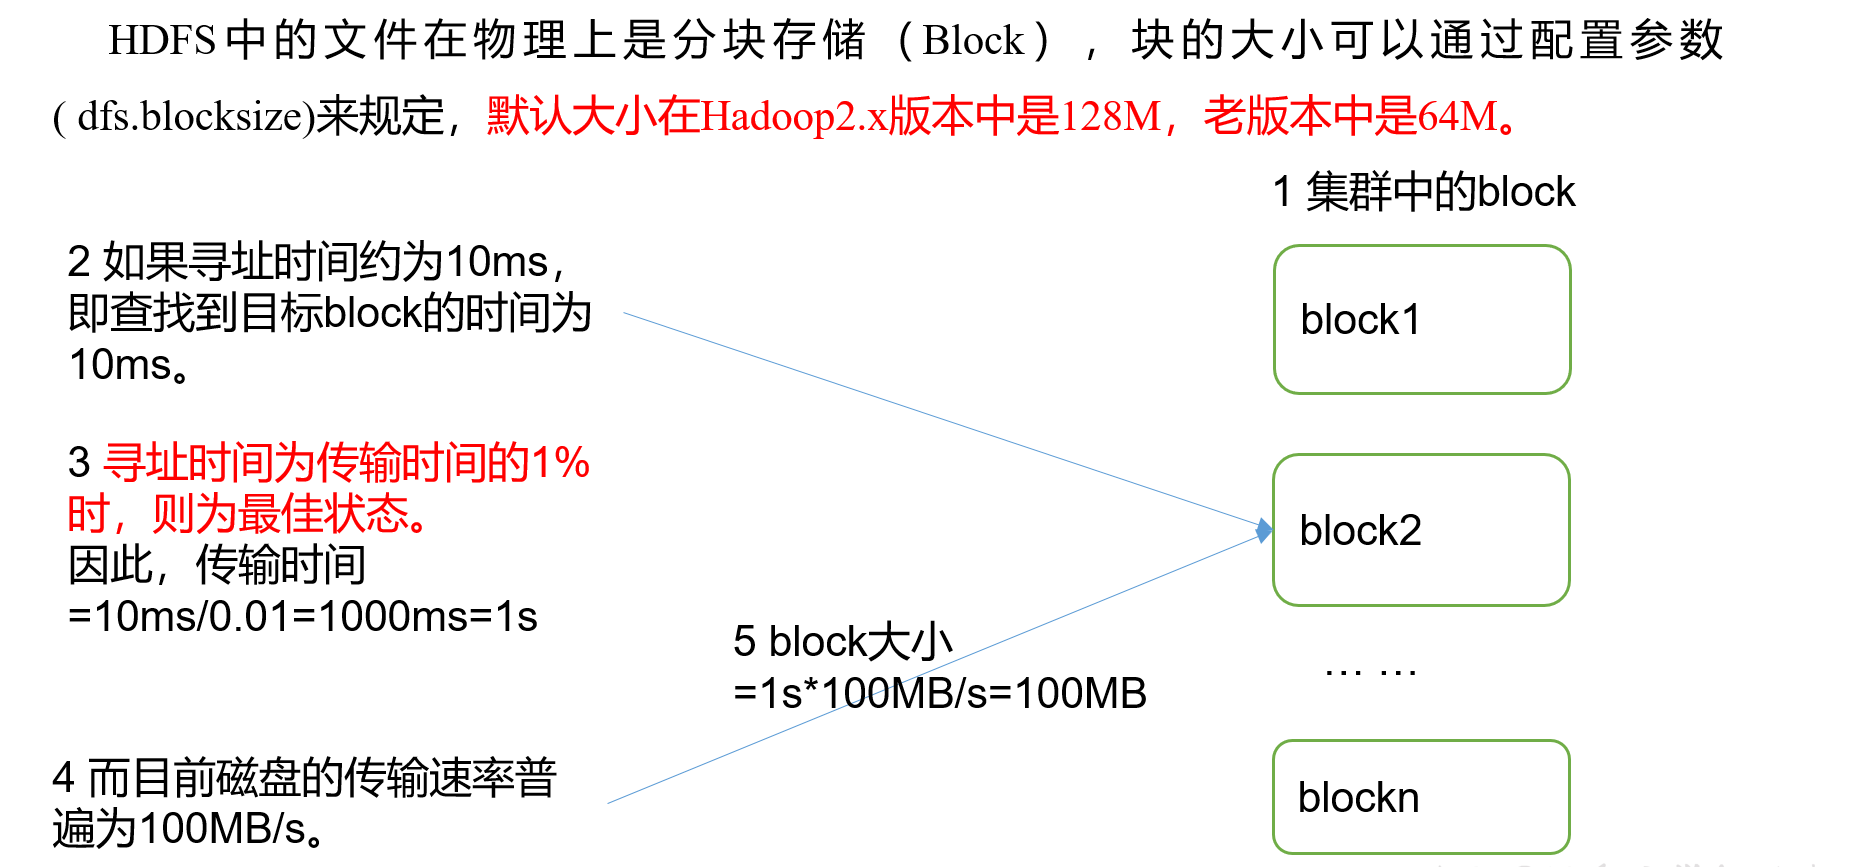 HDFS中的文件在物理上是分块存储（Block），块的大小可以通过配置参数
( dfs.blocksize)来规定，默认大小在Hadoop2.x版本中是128M，老版本中是64M。
1 集群中的block
2 如果寻址时间约为10ms，
即查找到目标block的时间为
10ms。
block1
3 寻址时间为传输时间的1%
时，则为最佳状态。
因此，传输时间
=10ms/0.01=1000ms=1s
block2
5 block大小
=1s*100MB/s=100MB
... ...
4 而目前磁盘的传输速率普
遍为100MB/s。
blockn